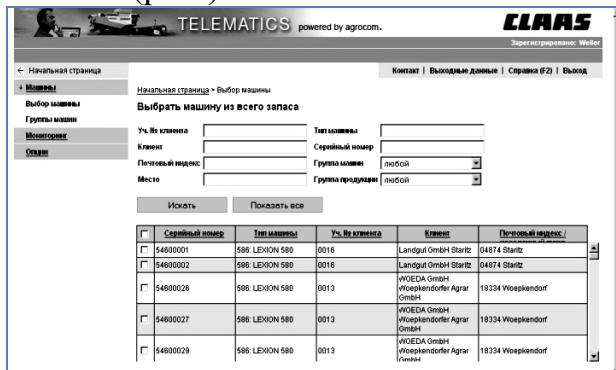 TELEMATICS powered by agrocom.
CLAAS
Зарегистрировано: Weller
← Начальная страница
Контакт | Выходные данные | Справка (F2) | Выход
Машины
Выбор машины
Группы машин
Мониторинг
Опции
Начальная страница > Выбор машины
Выбрать машину из всего запаса
Уч. № клиента
Тип машины
Клиент
Серийный номер
Почтовый индекс
Группа машин любой
Место
Группа продукции любой
Искать Показать все
Серийный номер Тип машины Уч. № клиента Клиент Почтовый индекс /
54600001 586: LEXION 580 0016 Landgut GmbH Staritz 04874 Staritz
54600002 586: LEXION 580 0016 Landgut GmbH Staritz 04874 Staritz
54600026 586: LEXION 580 0013 WOEDA GmbH Woepkendorfer Agrar GmbH 18334 Woepkendorf
54600027 586: LEXION 580 0013 WOEDA GmbH Woepkendorfer Agrar GmbH 18334 Woepkendorf
54600029 586: LEXION 580 0013 WOEDA GmbH Woepkendorfer Agrar GmbH 18334 Woepkendorf